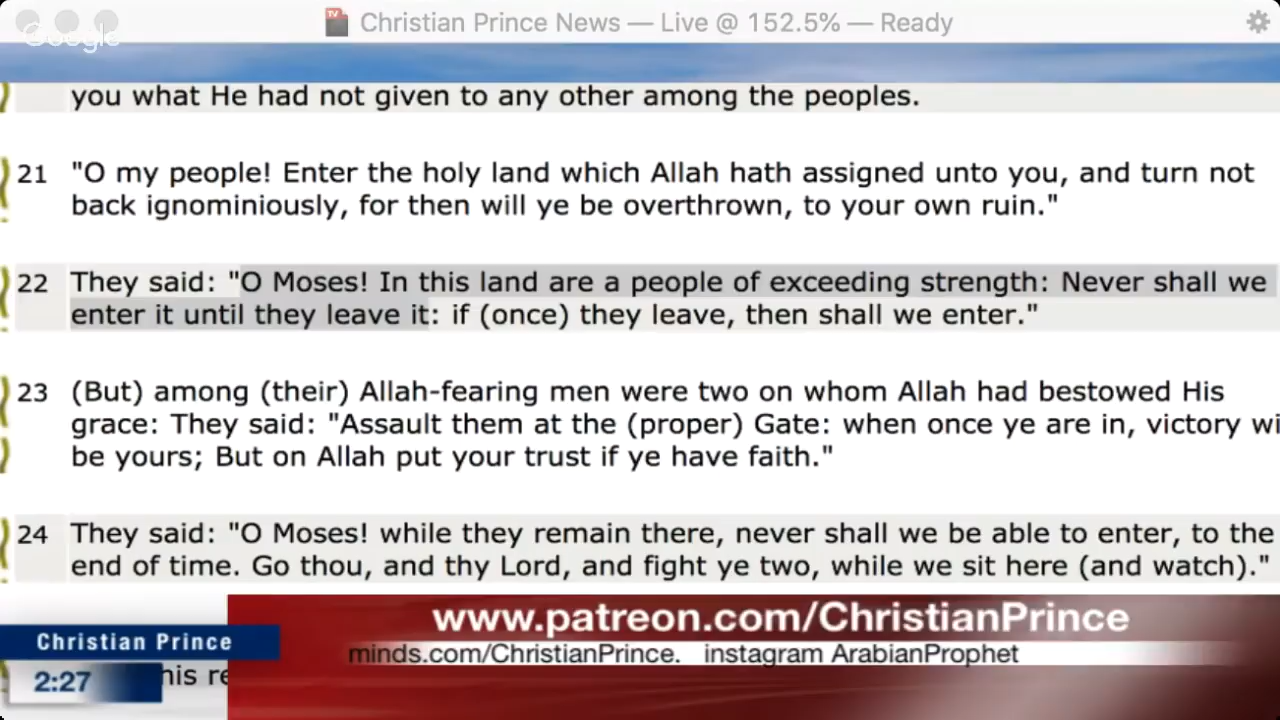 Christian Prince News — Live @ 152.5% — Ready
Google
you what He had not given to any other among the peoples.
21 "O my people! Enter the holy land which Allah hath assigned unto you, and turn not
back ignominiously, for then will ye be overthrown, to your own ruin."
22 They said: "O Moses! In this land are a people of exceeding strength: Never shall we
enter it until they leave it: if (once) they leave, then shall we enter."
23 (But) among (their) Allah-fearing men were two on whom Allah had bestowed His
grace: They said: "Assault them at the (proper) Gate: when once ye are in, victory wi
be yours; But on Allah put your trust if ye have faith."
24 They said: "O Moses! while they remain there, never shall we be able to enter, to the
end of time. Go thou, and thy Lord, and fight ye two, while we sit here (and watch)."
www.patreon.com/ChristianPrince
Christian Prince
minds.com/ChristianPrince. instagram ArabianProphet
2:27
his re